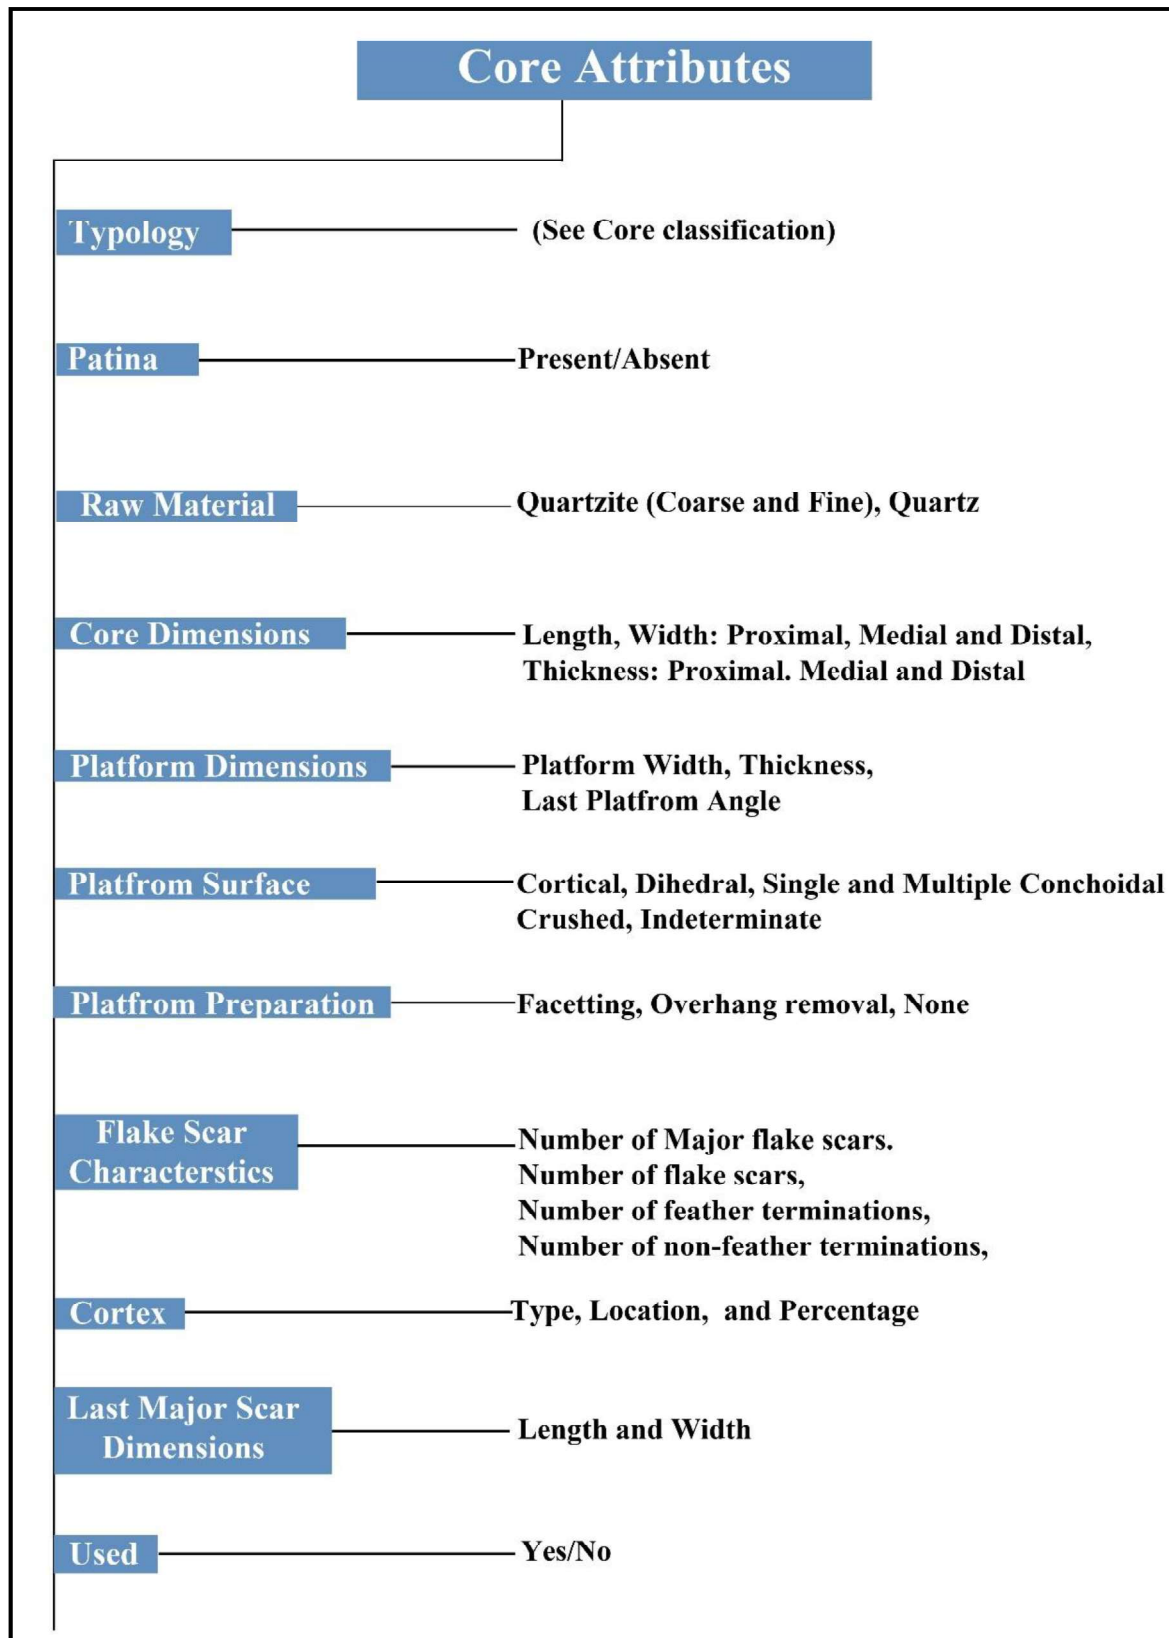 Core Attributes
Typology
(See Core classification)
Patina
Present/Absent
Raw Material
Quartzite (Coarse and Fine), Quartz
Core Dimensions
Length, Width: Proximal, Medial and Distal,
Thickness: Proximal. Medial and Distal
Platform Dimensions
Platform Width, Thickness,
Last Platfrom Angle
Platfrom Surface
Cortical, Dihedral, Single and Multiple Conchoidal
Crushed, Indeterminate
Platfrom Preparation
Facetting, Overhang removal, None
Flake Scar
Characterstics
Number of Major flake scars.
Number of flake scars,
Number of feather terminations,
Number of non-feather terminations,
Cortex
Type, Location, and Percentage
Last Major Scar
Dimensions
Length and Width
Used
Yes/No